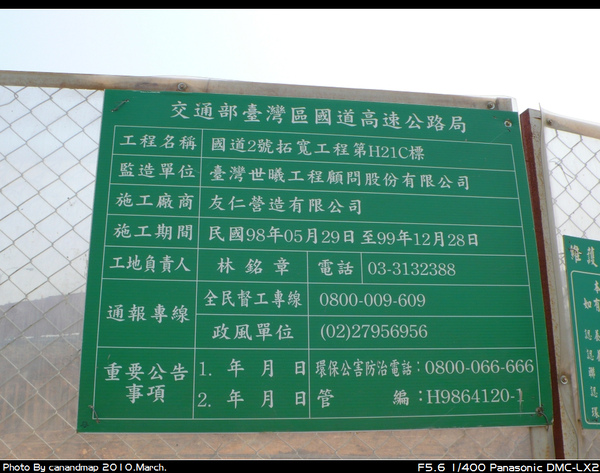 交通部臺灣區國道高速公路局
工程名稱 國道2號拓寬工程第H21C標
監造單位 臺灣世曦工程顧問股份有限公司
施工廠商 友仁營造有限公司
施工期間 民國98年05月29日至99年12月28日
工地負責人 林銘章 電話 03-3132388
通報專線 全民督工專線 0800-009-609
政風單位 (02)27956956
重要公告事項 1. 年 月 日 環保公害防治電話：0800-066-666
2. 年 月 日 管 編：H9864120-1
維護
Photo By canandmap 2010.March.
F5.6 1/400 Panasonic DMC-LX2